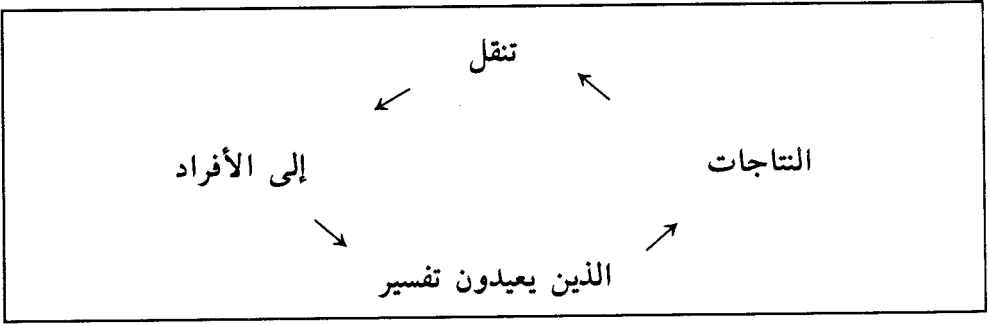 تنقل
النتاجات
إلى الأفراد
الذين يعيدون تفسير